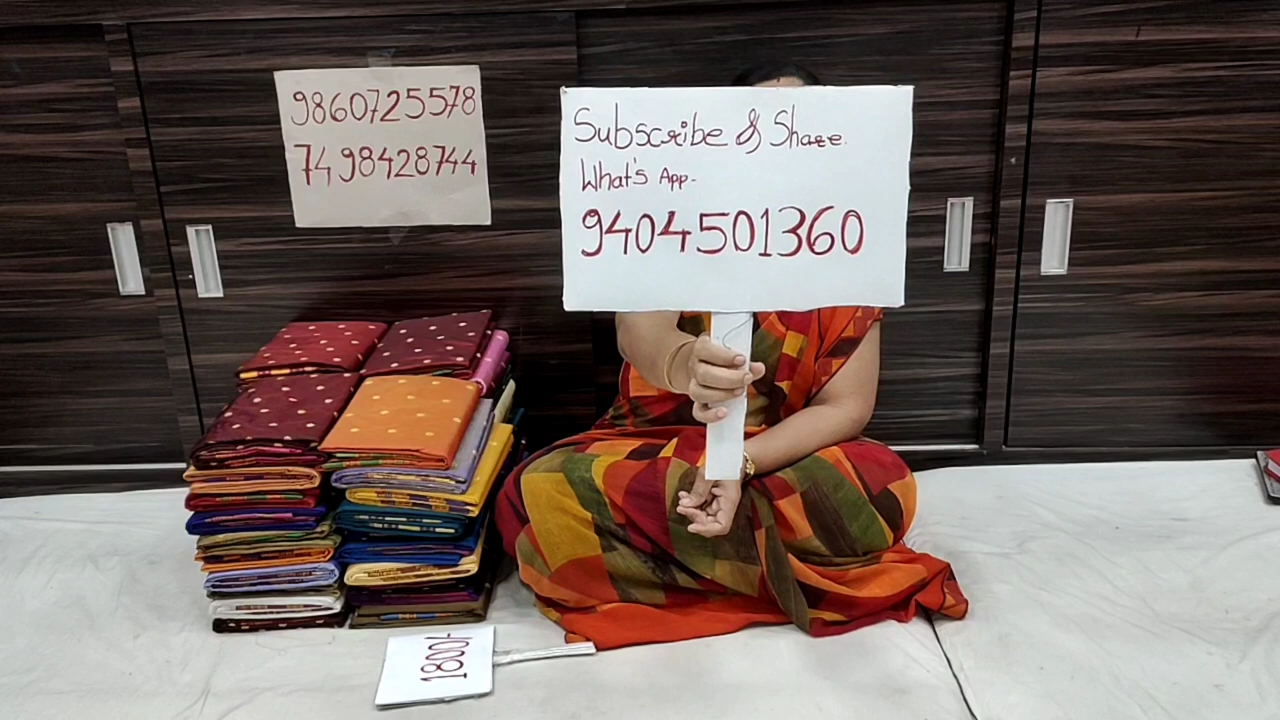 9860725578
7498428744
Subscribe & Share.
What's App-
9404501360
1800/-